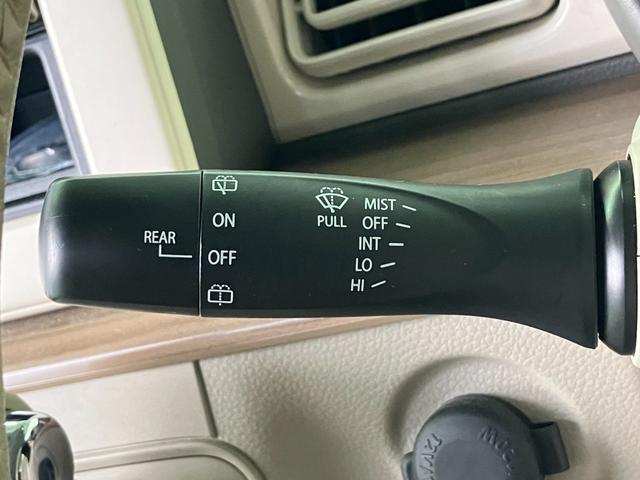 REAR
ON
OFF
PULL
MIST
OFF
INT
LO
HI